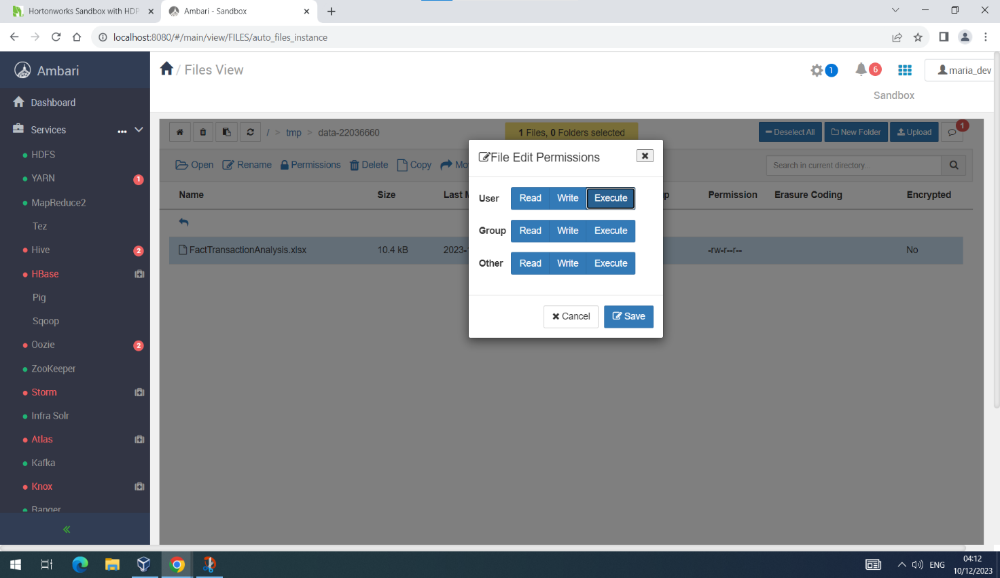 Hortonworks Sandbox with HDP
Ambari - Sandbox
localhost:8080/#/main/view/FILES/auto_files_instance
Ambari
/ Files View
1
6
maria_dev
Sandbox
Dashboard
Services
HDFS
YARN
1
MapReduce2
Tez
Hive
2
HBase
Pig
Sqoop
Oozie
2
ZooKeeper
Storm
Infra Solr
Atlas
Kafka
Knox
Ranger
/ > tmp > data-22036660
1 Files, 0 Folders selected
Deselect All
New Folder
Upload
1
Open
Rename
Permissions
Delete
Copy
Mo
Search in current directory...
Name
Size
Last M
p
Permission
Erasure Coding
Encrypted
FactTransactionAnalysis.xlsx
10.4 kB
2023-
-rw-r--r--
No
File Edit Permissions
User
Read
Write
Execute
Group
Read
Write
Execute
Other
Read
Write
Execute
Cancel
Save
ENG
04:12
10/12/2023